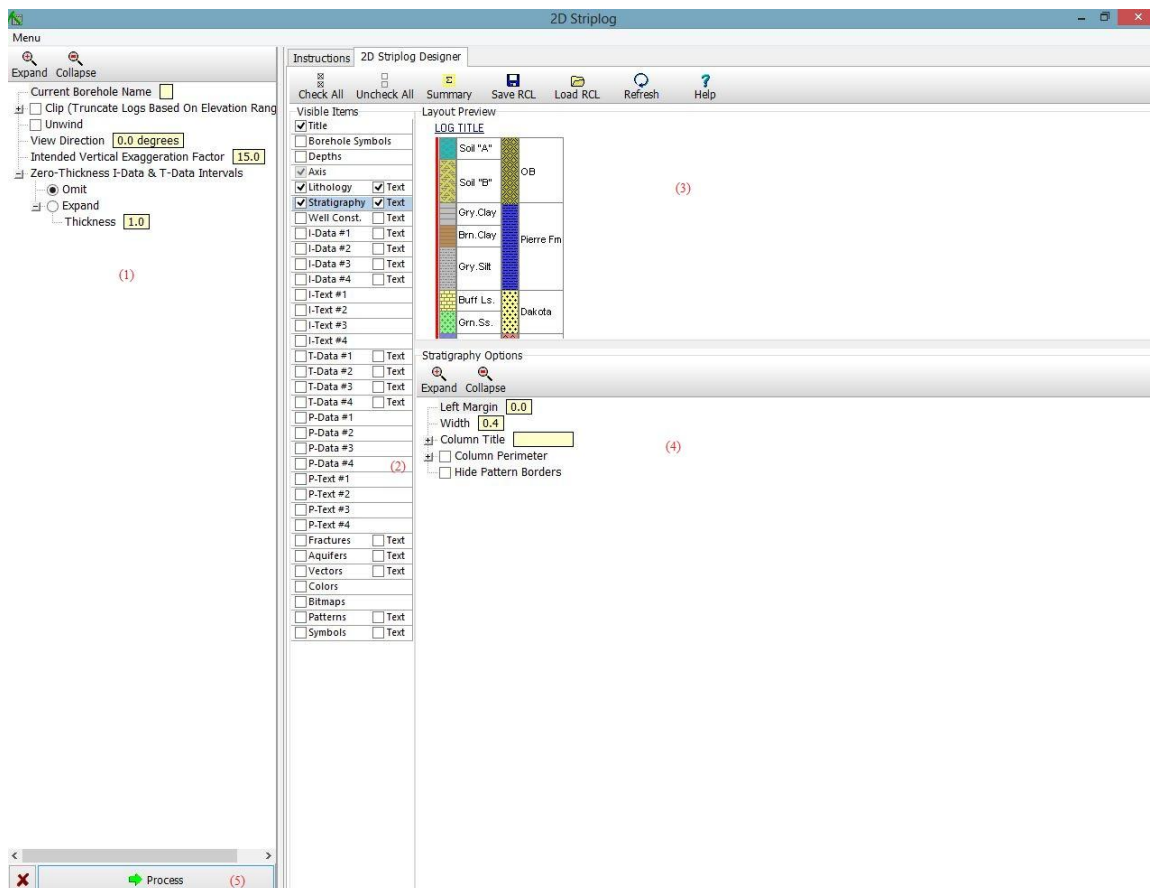 2D Striplog
Menu
Expand Collapse
Current Borehole Name
Clip (Truncate Logs Based On Elevation Rang
Unwind
View Direction 0.0 degrees
Intended Vertical Exaggeration Factor 15.0
Zero-Thickness I-Data & T-Data Intervals
Omit
Expand
Thickness 1.0
(1)
Process (5)
Instructions 2D Striplog Designer
Check All Uncheck All Summary Save RCL Load RCL Refresh Help
Visible Items
Title
Borehole Symbols
Depths
Axis
Lithology Text
Stratigraphy Text
Well Const. Text
I-Data #1 Text
I-Data #2 Text
I-Data #3 Text
I-Data #4 Text
I-Text #1
I-Text #2
I-Text #3
I-Text #4
T-Data #1 Text
T-Data #2 Text
T-Data #3 Text
T-Data #4 Text
P-Data #1
P-Data #2
P-Data #3
P-Data #4 (2)
P-Text #1
P-Text #2
P-Text #3
P-Text #4
Fractures Text
Aquifers Text
Vectors Text
Colors
Bitmaps
Patterns Text
Symbols Text
Layout Preview
LOG TITLE
Soil "A"
OB
Soil "B"
(3)
Gry.Clay
Brn.Clay
Pierre Fm
Gry.Silt
Buff Ls.
Dakota
Grn.Ss.
Stratigraphy Options
Expand Collapse
Left Margin 0.0
Width 0.4
Column Title
(4)
Column Perimeter
Hide Pattern Borders